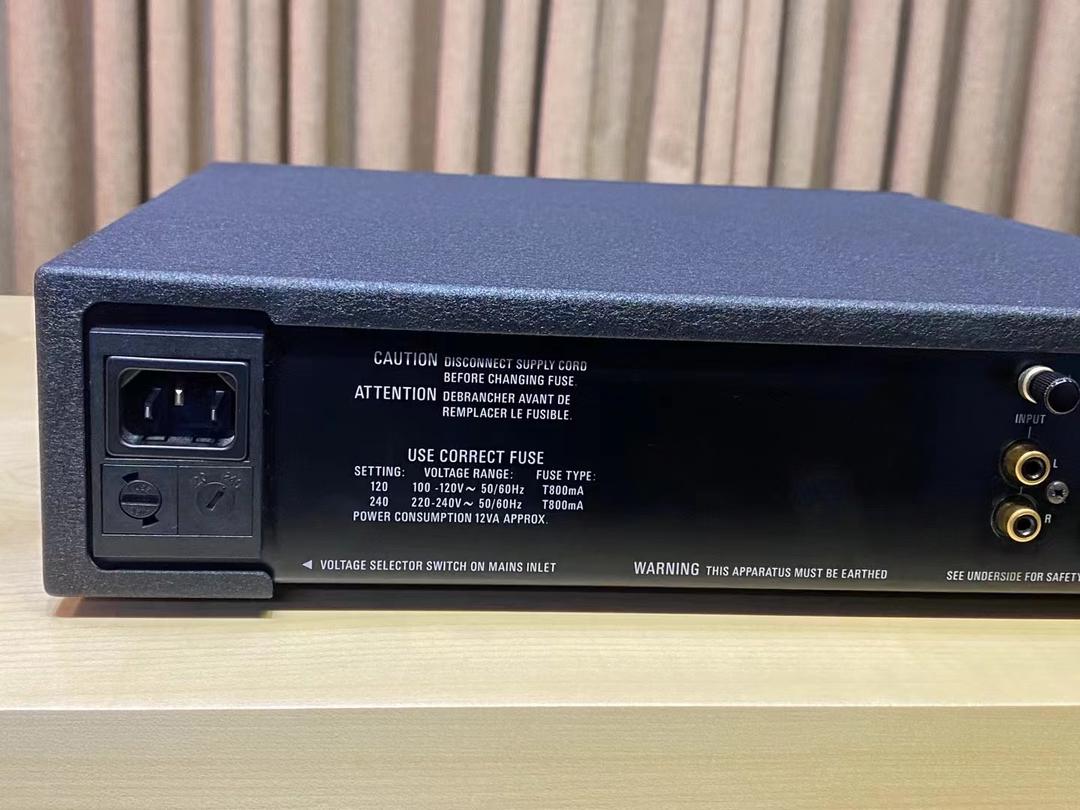 CAUTION DISCONNECT SUPPLY CORD
BEFORE CHANGING FUSE.
ATTENTION DEBRANCHER AVANT DE
REMPLACER LE FUSIBLE.
USE CORRECT FUSE
SETTING: VOLTAGE RANGE: FUSE TYPE:
120 100 -120V~ 50/60Hz T800mA
240 220-240V~ 50/60Hz T800mA
POWER CONSUMPTION 12VA APPROX.
◄ VOLTAGE SELECTOR SWITCH ON MAINS INLET
WARNING THIS APPARATUS MUST BE EARTHED
SEE UNDERSIDE FOR SAFETY
INPUT
L
R